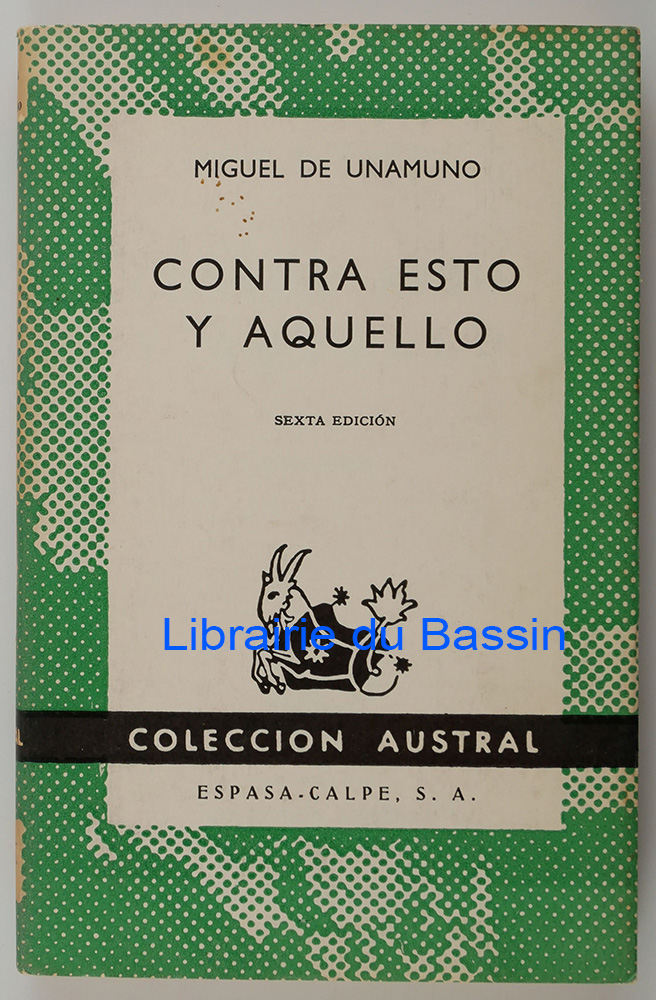 MIGUEL DE UNAMUNO
CONTRA ESTO
Y AQUELLO
SEXTA EDICIÓN
Librairie du Bassin
COLECCION AUSTRAL
ESPASA-CALPE, S. A.